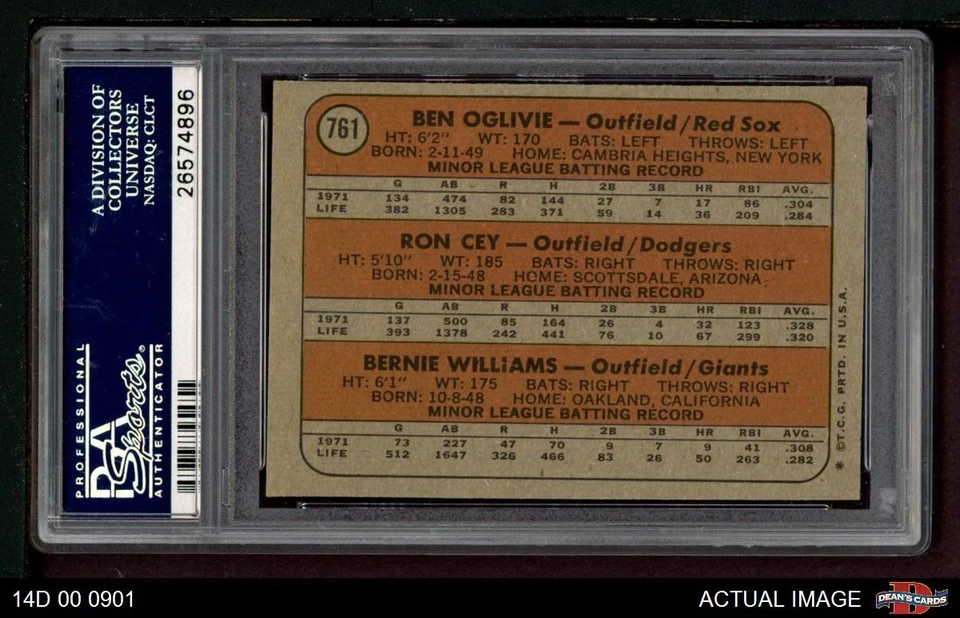 A DIVISION OF
COLLECTORS
UNIVERSE
NASDAQ: CLCT
26574896
PROFESSIONAL
PSA
Sports®
AUTHENTICATOR
761
BEN OGLIVIE — Outfield/Red Sox
HT: 6'2" WT: 170 BATS: LEFT THROWS: LEFT
BORN: 2-11-49 HOME: CAMBRIA HEIGHTS, NEW YORK
MINOR LEAGUE BATTING RECORD
G AB R H 2B 3B HR RBI AVG.
1971 134 474 82 144 27 7 17 86 .304
LIFE 382 1305 283 371 59 14 36 209 .284
RON CEY — Outfield/Dodgers
HT: 5'10" WT: 185 BATS: RIGHT THROWS: RIGHT
BORN: 2-15-48 HOME: SCOTTSDALE, ARIZONA
MINOR LEAGUE BATTING RECORD
G AB R H 2B 3B HR RBI AVG.
1971 137 500 85 164 26 4 32 123 .328
LIFE 393 1378 242 441 76 10 67 299 .320
BERNIE WILLIAMS — Outfield/Giants
HT: 6'1" WT: 175 BATS: RIGHT THROWS: RIGHT
BORN: 10-8-48 HOME: OAKLAND, CALIFORNIA
MINOR LEAGUE BATTING RECORD
G AB R H 2B 3B HR RBI AVG.
1971 73 227 47 70 9 7 9 41 .308
LIFE 512 1647 326 466 83 26 50 263 .282
* ©T.C.G. PRTD. IN U.S.A.
14D 00 0901
ACTUAL IMAGE
D
DEAN'S CARDS